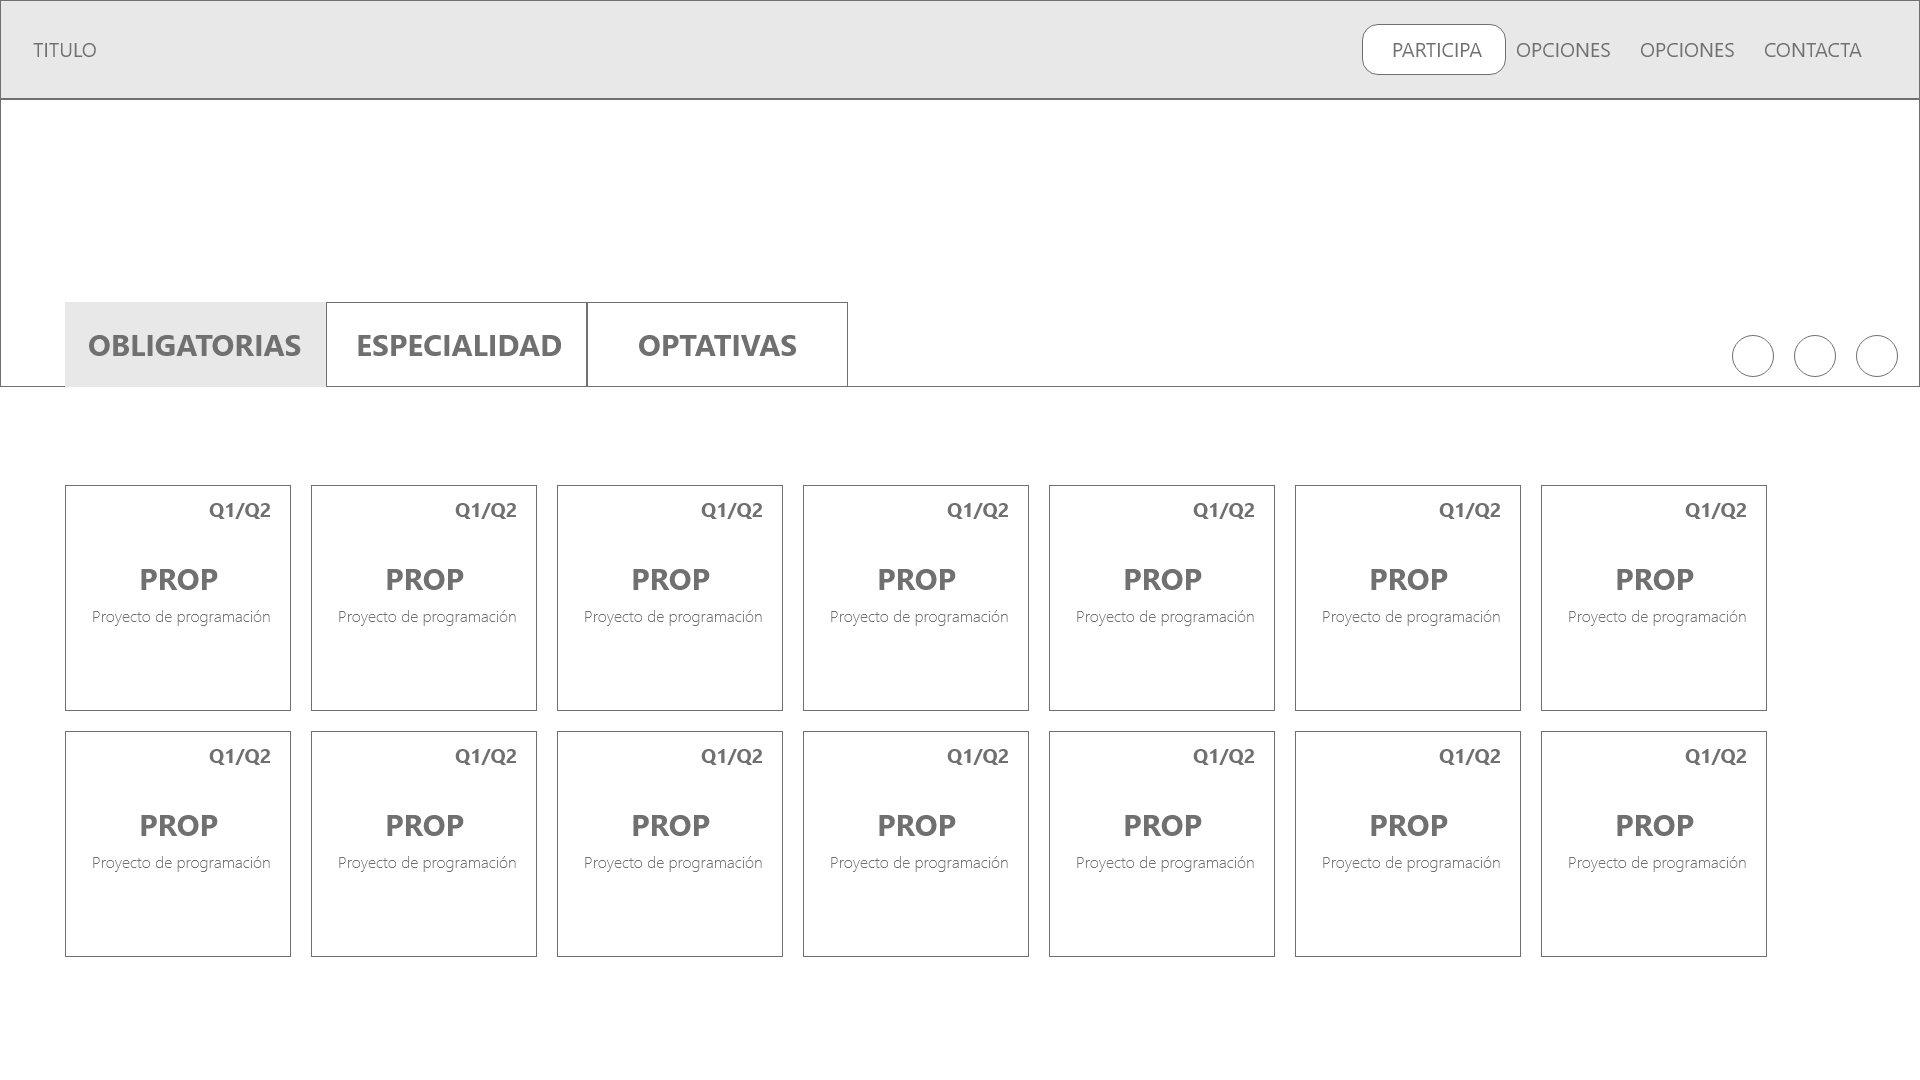 TITULO
PARTICIPA OPCIONES OPCIONES CONTACTA
OBLIGATORIAS ESPECIALIDAD OPTATIVAS
Q1/Q2 Q1/Q2 Q1/Q2 Q1/Q2 Q1/Q2 Q1/Q2 Q1/Q2
PROP PROP PROP PROP PROP PROP PROP
Proyecto de programación Proyecto de programación Proyecto de programación Proyecto de programación Proyecto de programación Proyecto de programación Proyecto de programación
Q1/Q2 Q1/Q2 Q1/Q2 Q1/Q2 Q1/Q2 Q1/Q2 Q1/Q2
PROP PROP PROP PROP PROP PROP PROP
Proyecto de programación Proyecto de programación Proyecto de programación Proyecto de programación Proyecto de programación Proyecto de programación Proyecto de programación